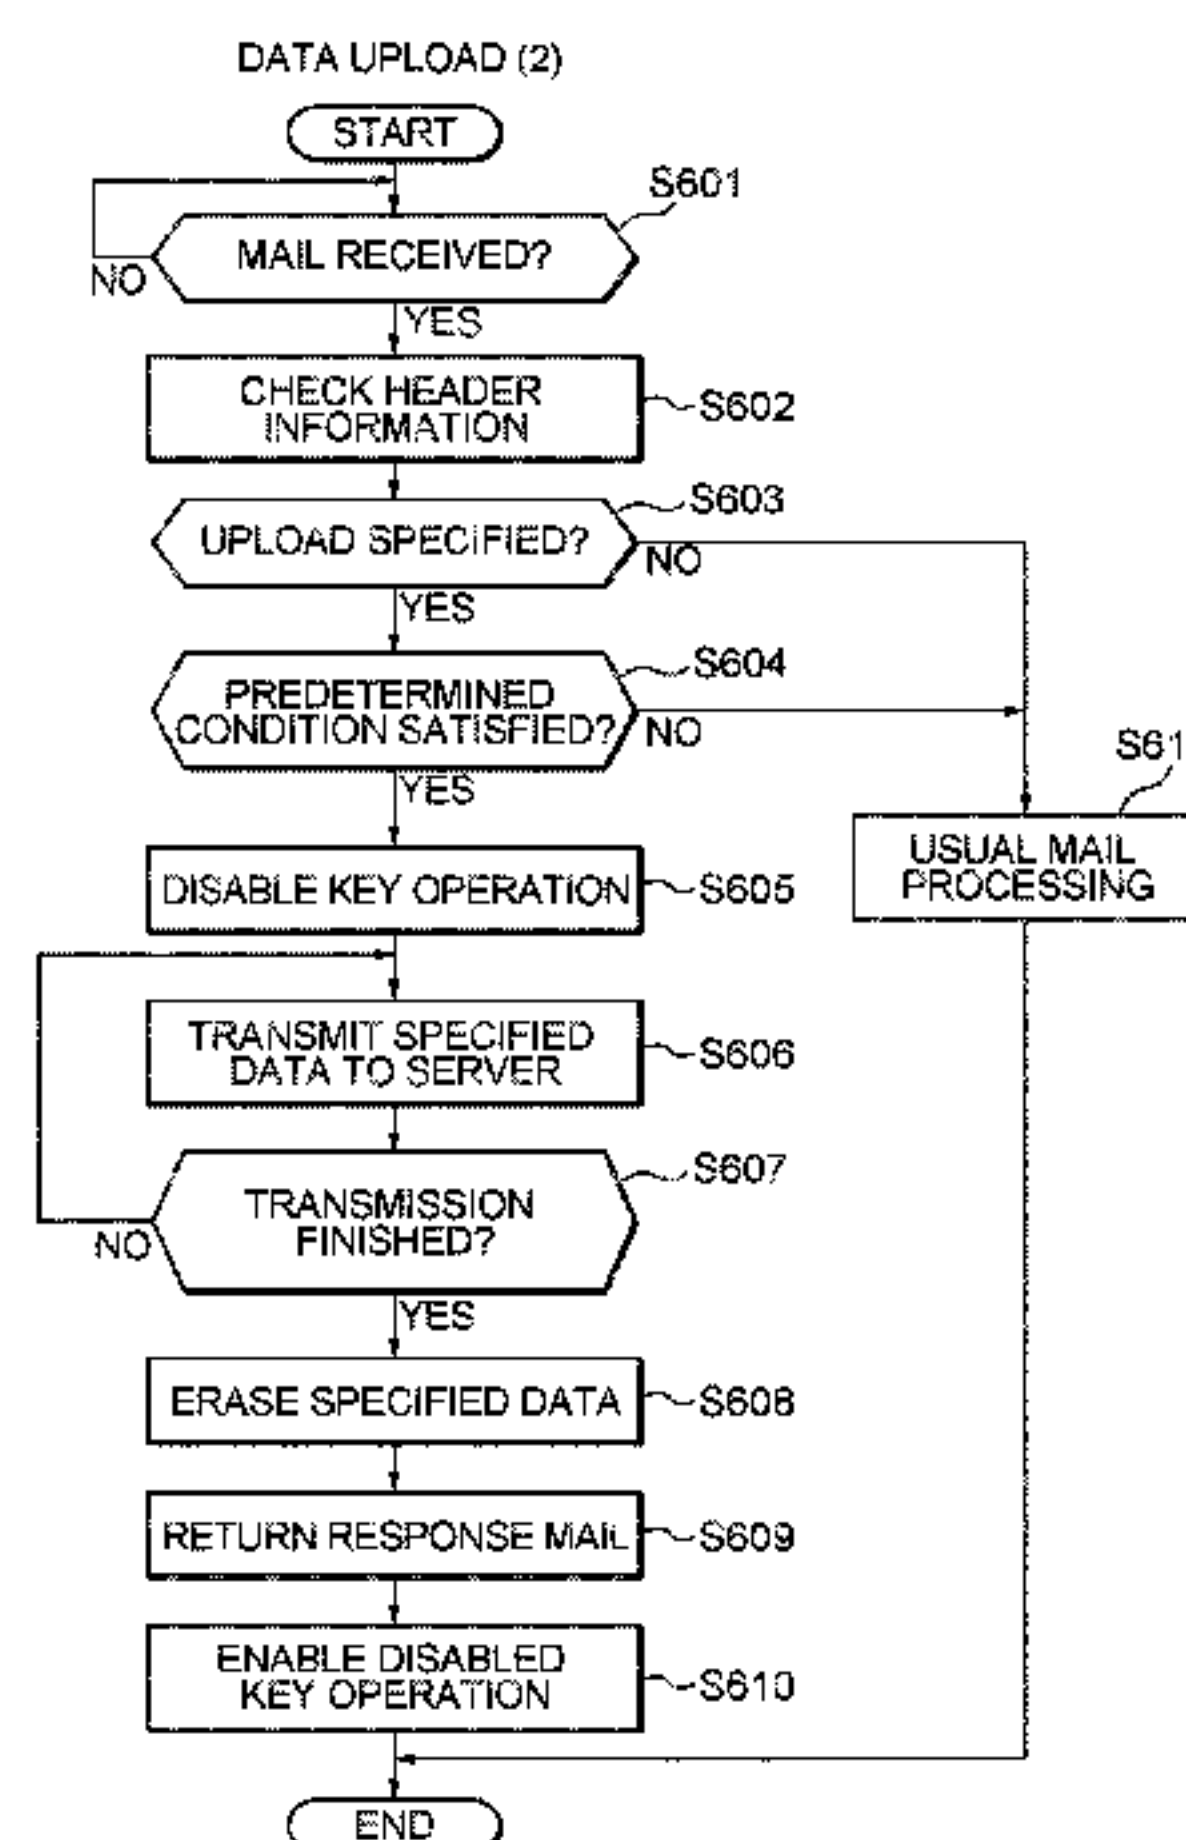 DATA UPLOAD (2)
START
S601
MAIL RECEIVED?
NO
YES
CHECK HEADER
INFORMATION
S602
S603
UPLOAD SPECIFIED?
NO
YES
S604
PREDETERMINED
CONDITION SATISFIED?
NO
YES
S61
USUAL MAIL
PROCESSING
DISABLE KEY OPERATION
S605
TRANSMIT SPECIFIED
DATA TO SERVER
S606
S607
TRANSMISSION
FINISHED?
NO
YES
ERASE SPECIFIED DATA
S608
RETURN RESPONSE MAIL
S609
ENABLE DISABLED
KEY OPERATION
S610
END